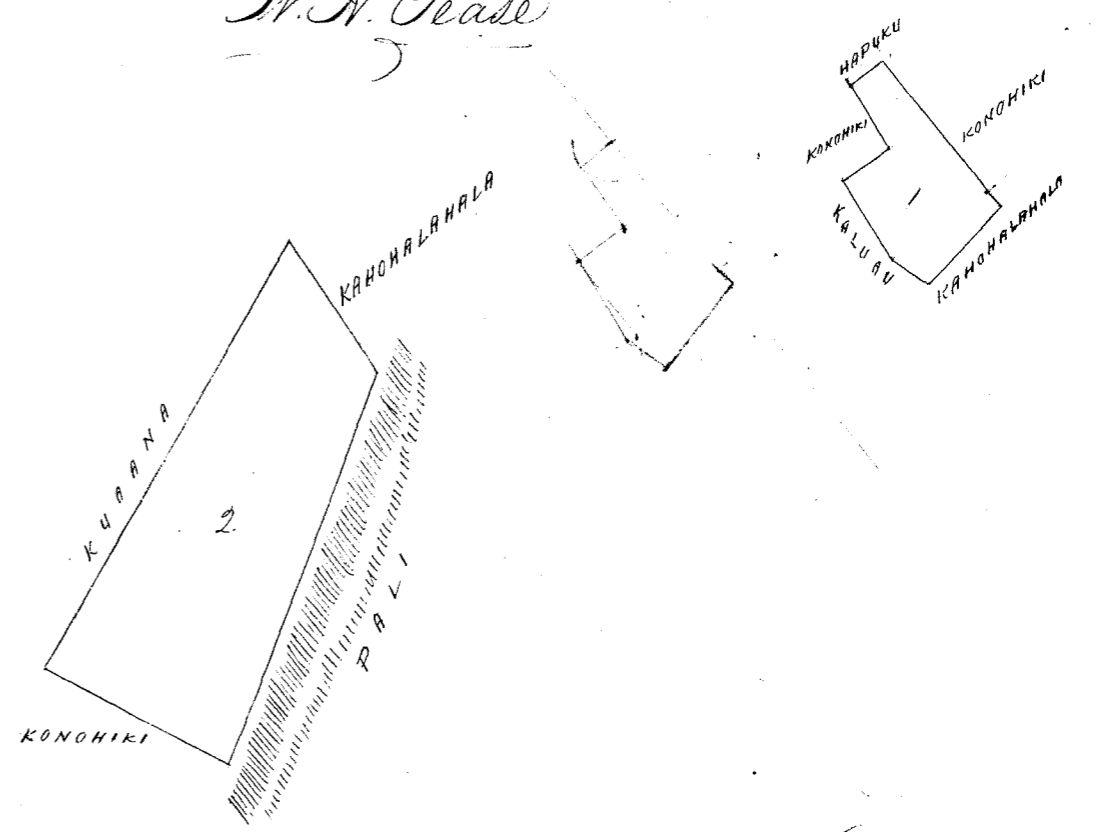 W. H. Pease
HAPUKU
KONOHIKI
KONOHIKI
1
KALUAU
KAHOHALAHALA
KAHOHALAHALA
KUAANA
2.
PALI
KONOHIKI